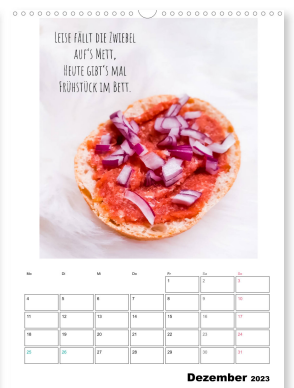 Leise fällt die Zwiebel
auf's Mett,
Heute gibt's mal
Frühstück im Bett.
Mo Di Mi Do Fr Sa So
1 2 3
4 5 6 7 8 9 10
11 12 13 14 15 16 17
18 19 20 21 22 23 24
25 26 27 28 29 30 31
Dezember 2023